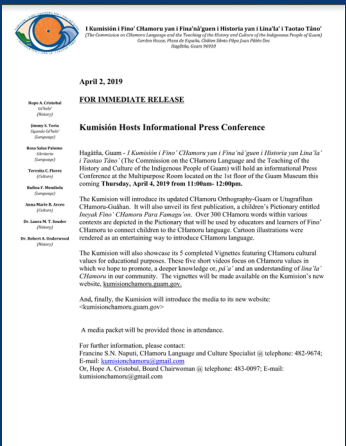 I Kumisión i Fino' CHamoru yan i Fina'nå'guen i Historia yan i Lina'la' i Taotao Tåno'
(The Commission on CHamoru Language and the Teaching of the History and Culture of the Indigenous People of Guam)
Hagåtña, Guam 96910
April 2, 2019
FOR IMMEDIATE RELEASE
Hope A. Cristobal
(History)
Jimmy S. Teria
(Language)
Rosa Salas Palomo
(Language)
Teresita C. Flores
(Culture)
Rufina F. Mendiola
(Culture)
Anna Marie B. Arceo
(Culture)
Dr. Laura M. T. Souder
(History)
Dr. Robert A. Underwood
(History)
Kumisión Hosts Informational Press Conference
Hagåtña, Guam - I Kumisión i Fino' CHamoru yan i Fina'nå'guen i Historia yan i Lina'la'
i Taotao Tåno' (The Commission on the CHamoru Language and the Teaching of the
History and Culture of the Indigenous People of Guam) will hold an informational Press
Conference at the Multipurpose Room located on the 1st floor of the Guam Museum this
coming Thursday, April 4, 2019 from 11:00am- 12:00pm.
The Kumisión will introduce its updated CHamoru Orthography-Guam or Utugrafihan
CHamoru-Guåhan. It will also unveil its first publication, a children's Pictionary entitled
Ineyak Fino' CHamoru Para Famagu'on. Over 300 CHamoru words within various
contexts are depicted in the Pictionary that will be used by educators and learners of Fino'
CHamoru to connect children to the CHamoru language. Cartoon illustrations were
rendered as an entertaining way to introduce CHamoru language.
The Kumisión will also showcase its 5 completed Vignettes featuring CHamoru cultural
values for educational purposes. These five short videos focus on CHamoru values in
which we hope to promote, a deeper knowledge or, på'a' and an understanding of lina'la'
CHamoru in our community. The vignettes will be made available on the Kumisión's new
website, kumisionchamoru.guam.gov.
And, finally, the Kumision will introduce the media to its new website:
<kumisionchamoru.guam.gov>
A media packet will be provided those in attendance.
For further information, please contact:
Francine S.N. Naputi, CHamoru Language and Culture Specialist @ telephone: 482-9674;
E-mail: kumisionchamoru@gmail.com
Or, Hope A. Cristobal, Board Chairwoman @ telephone: 483-0097; E-mail:
kumisionchamoru@gmail.com